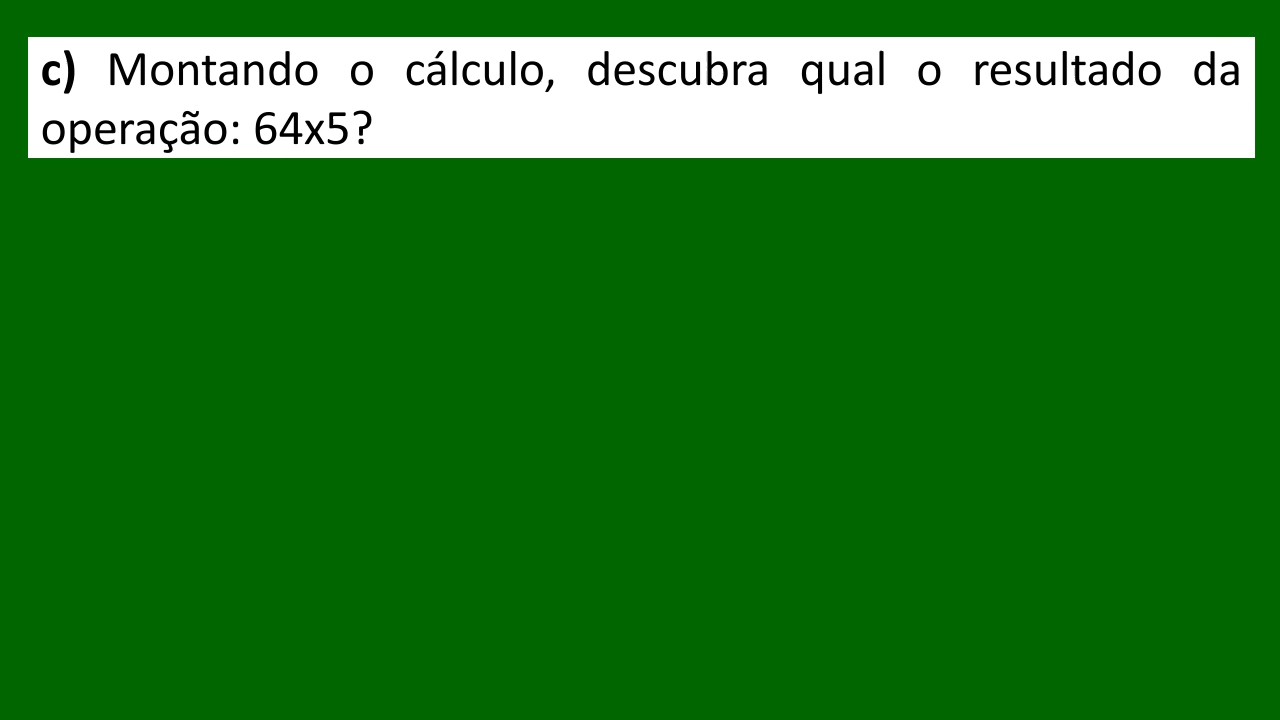 c) Montando o cálculo, descubra qual o resultado da
operação: 64x5?